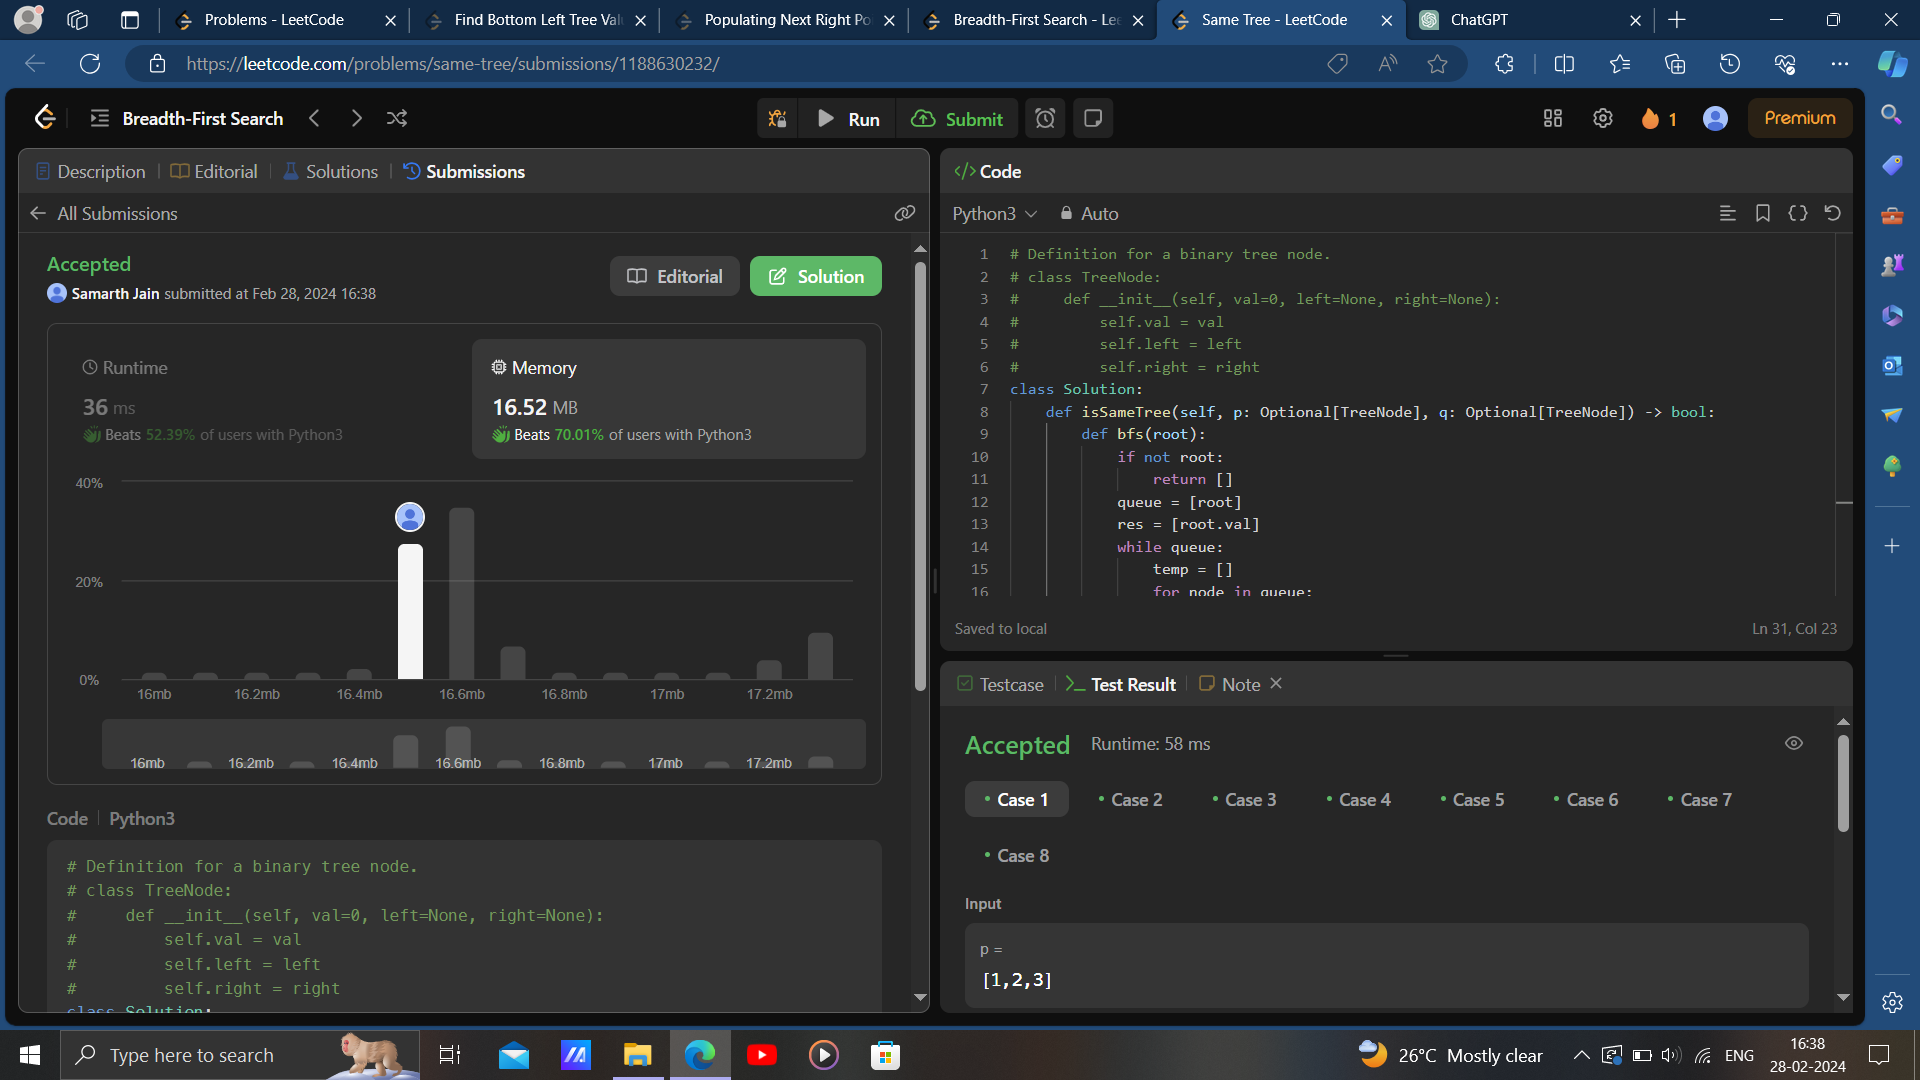 Problems - LeetCode
Find Bottom Left Tree Valu
Populating Next Right Po
Breadth-First Search - Lee
Same Tree - LeetCode
ChatGPT
https://leetcode.com/problems/same-tree/submissions/1188630232/
Breadth-First Search
Run
Submit
1
Premium
Description
Editorial
Solutions
Submissions
All Submissions
Accepted
Samarth Jain submitted at Feb 28, 2024 16:38
Editorial
Solution
Runtime
36 ms
Beats 52.39% of users with Python3
Memory
16.52 MB
Beats 70.01% of users with Python3
40%
20%
0%
16mb 16.2mb 16.4mb 16.6mb 16.8mb 17mb 17.2mb
16mb 16.2mb 16.4mb 16.6mb 16.8mb 17mb 17.2mb
Code | Python3
# Definition for a binary tree node.
# class TreeNode:
#     def __init__(self, val=0, left=None, right=None):
#         self.val = val
#         self.left = left
#         self.right = right
class Solution:
</> Code
Python3
Auto
1 # Definition for a binary tree node.
2 # class TreeNode:
3 #     def __init__(self, val=0, left=None, right=None):
4 #         self.val = val
5 #         self.left = left
6 #         self.right = right
7 class Solution:
8     def isSameTree(self, p: Optional[TreeNode], q: Optional[TreeNode]) -> bool:
9         def bfs(root):
10             if not root:
11                 return []
12             queue = [root]
13             res = [root.val]
14             while queue:
15                 temp = []
16                 for node in queue:
Saved to local
Ln 31, Col 23
Testcase
Test Result
Note
Accepted
Runtime: 58 ms
Case 1
Case 2
Case 3
Case 4
Case 5
Case 6
Case 7
Case 8
Input
p =
[1,2,3]
Type here to search
26°C Mostly clear
ENG
16:38
28-02-2024